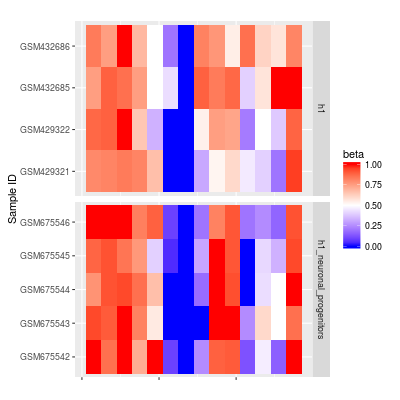 GSM432686
GSM432685
GSM429322
GSM429321
h1
GSM675546
GSM675545
GSM675544
GSM675543
GSM675542
h1_neuronal_progenitors
Sample ID
beta
1.00
0.75
0.50
0.25
0.00